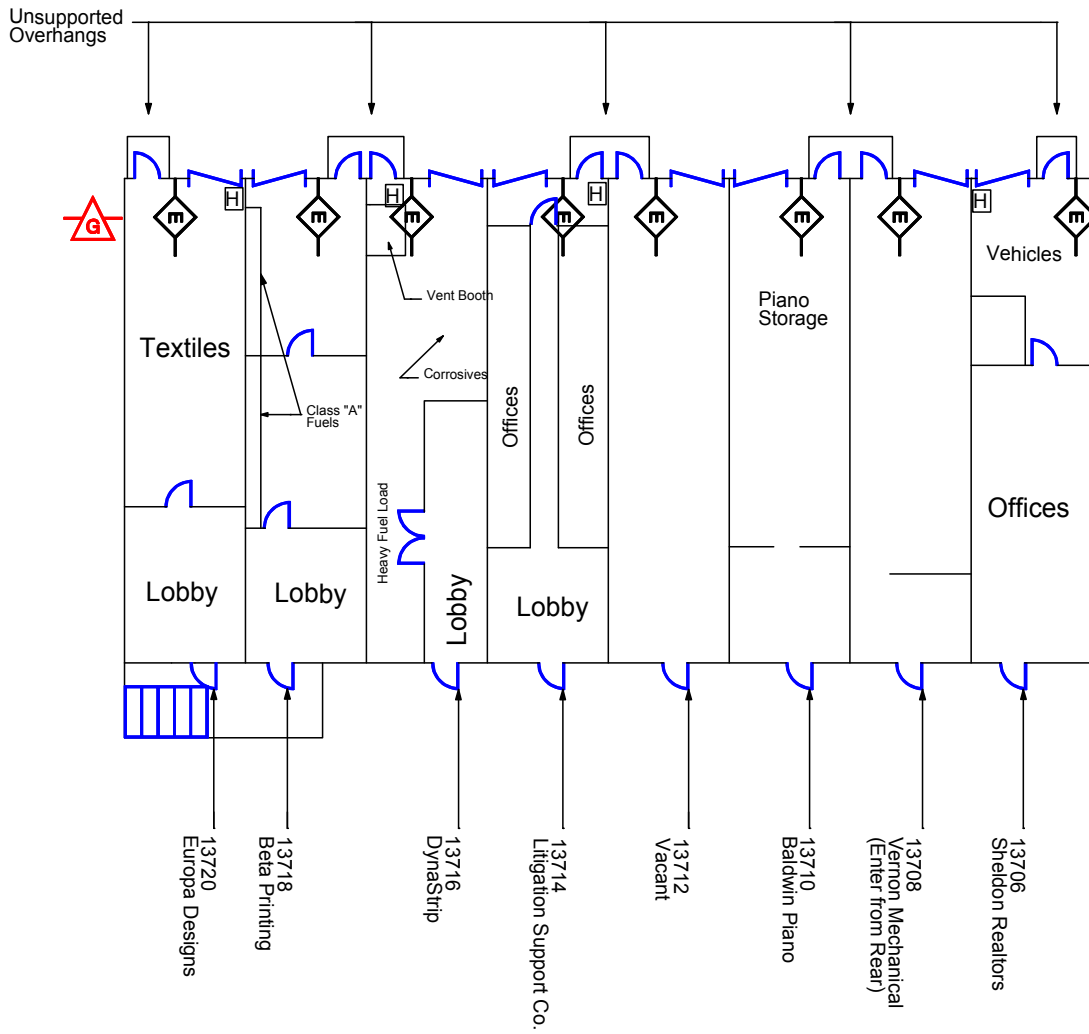 Unsupported
Overhangs
H
H
H
H
G
E
E
E
E
E
E
E
E
Vehicles
Vent Booth
Piano
Storage
Textiles
Corrosives
Offices
Offices
Class "A"
Fuels
Heavy Fuel Load
Offices
Lobby
Lobby
Lobby
Lobby
13720
Europa Designs
13718
Beta Printing
13716
DynaStrip
13714
Litigation Support Co.
13712
Vacant
13710
Baldwin Piano
13708
Vernon Mechanical
(Enter from Rear)
13706
Sheldon Realtors